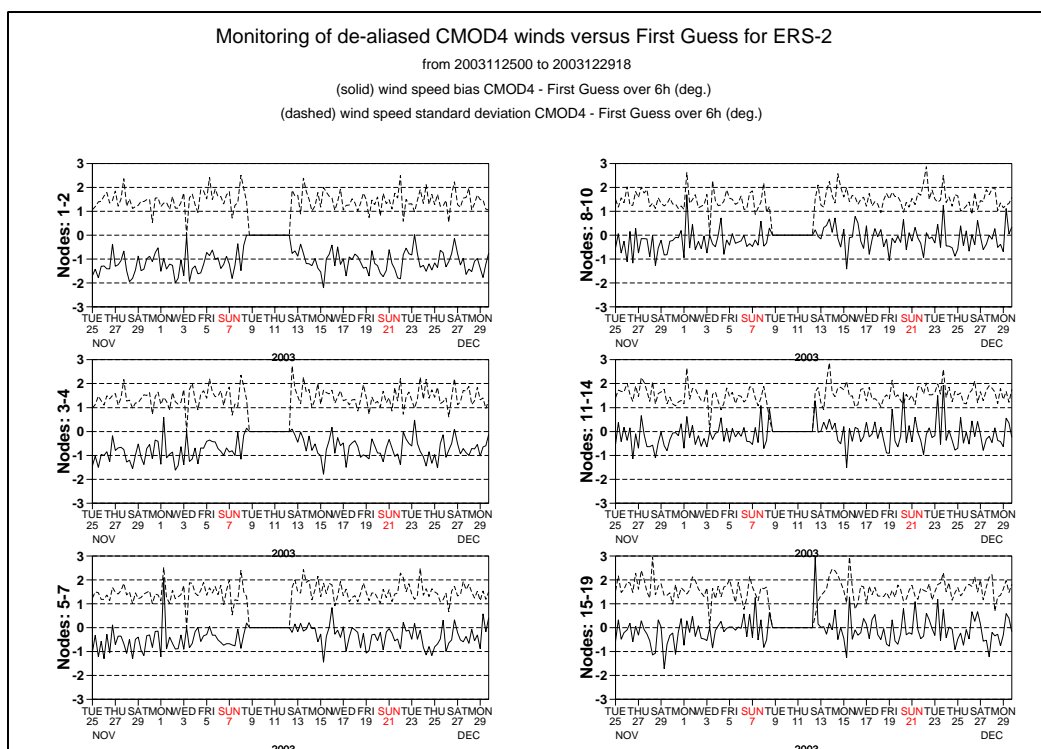 Monitoring of de-aliased CMOD4 winds versus First Guess for ERS-2
from 2003112500 to 2003122918
(solid) wind speed bias CMOD4 - First Guess over 6h (deg.)
(dashed) wind speed standard deviation CMOD4 - First Guess over 6h (deg.)
Nodes: 1-2
3
2
1
0
-1
-2
-3
TUE THU SAT MON WED FRI SUN TUE THU SAT MON WED FRI SUN TUE THU SAT MON
25 27 29 1 3 5 7 9 11 13 15 17 19 21 23 25 27 29
NOV DEC
2003
Nodes: 8-10
3
2
1
0
-1
-2
-3
TUE THU SAT MON WED FRI SUN TUE THU SAT MON WED FRI SUN TUE THU SAT MON
25 27 29 1 3 5 7 9 11 13 15 17 19 21 23 25 27 29
NOV DEC
2003
Nodes: 3-4
3
2
1
0
-1
-2
-3
TUE THU SAT MON WED FRI SUN TUE THU SAT MON WED FRI SUN TUE THU SAT MON
25 27 29 1 3 5 7 9 11 13 15 17 19 21 23 25 27 29
NOV DEC
2003
Nodes: 11-14
3
2
1
0
-1
-2
-3
TUE THU SAT MON WED FRI SUN TUE THU SAT MON WED FRI SUN TUE THU SAT MON
25 27 29 1 3 5 7 9 11 13 15 17 19 21 23 25 27 29
NOV DEC
2003
Nodes: 5-7
3
2
1
0
-1
-2
-3
TUE THU SAT MON WED FRI SUN TUE THU SAT MON WED FRI SUN TUE THU SAT MON
25 27 29 1 3 5 7 9 11 13 15 17 19 21 23 25 27 29
NOV DEC
2003
Nodes: 15-19
3
2
1
0
-1
-2
-3
TUE THU SAT MON WED FRI SUN TUE THU SAT MON WED FRI SUN TUE THU SAT MON
25 27 29 1 3 5 7 9 11 13 15 17 19 21 23 25 27 29
NOV DEC
2003